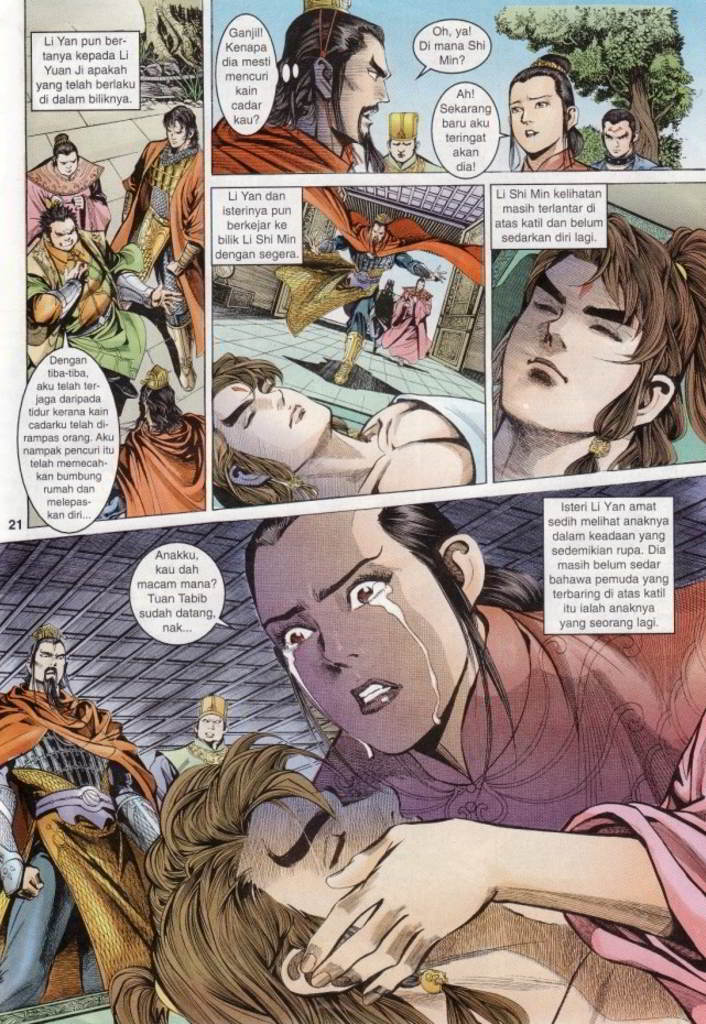 Li Yan pun ber-
tanya kepada Li
Yuan Ji apakah
yang telah berlaku
di dalam biliknya.
Dengan
tiba-tiba,
aku telah ter-
jaga daripada
tidur kerana kain
cadarku telah di-
rampas orang. Aku
nampak pencuri itu
telah memecah-
kan bumbung
rumah dan
melepas-
kan diri...
Ganjil!
Kenapa
dia mesti
mencuri
kain
cadar
kau?
Oh, ya!
Di mana Shi
Min?
Ah!
Sekarang
baru aku
teringat
akan
dia!
Li Yan dan
isterinya pun
berkejar ke
bilik Li Shi Min
dengan segera.
Li Shi Min kelihatan
masih terlantar di
atas katil dan belum
sedarkan diri lagi.
21
Anakku,
kau dah
macam mana?
Tuan Tabib
sudah datang,
nak...
Isteri Li Yan amat
sedih melihat anaknya
dalam keadaan yang
sedemikian rupa. Dia
masih belum sedar
bahawa pemuda yang
terbaring di atas katil
itu ialah anaknya
yang seorang lagi.